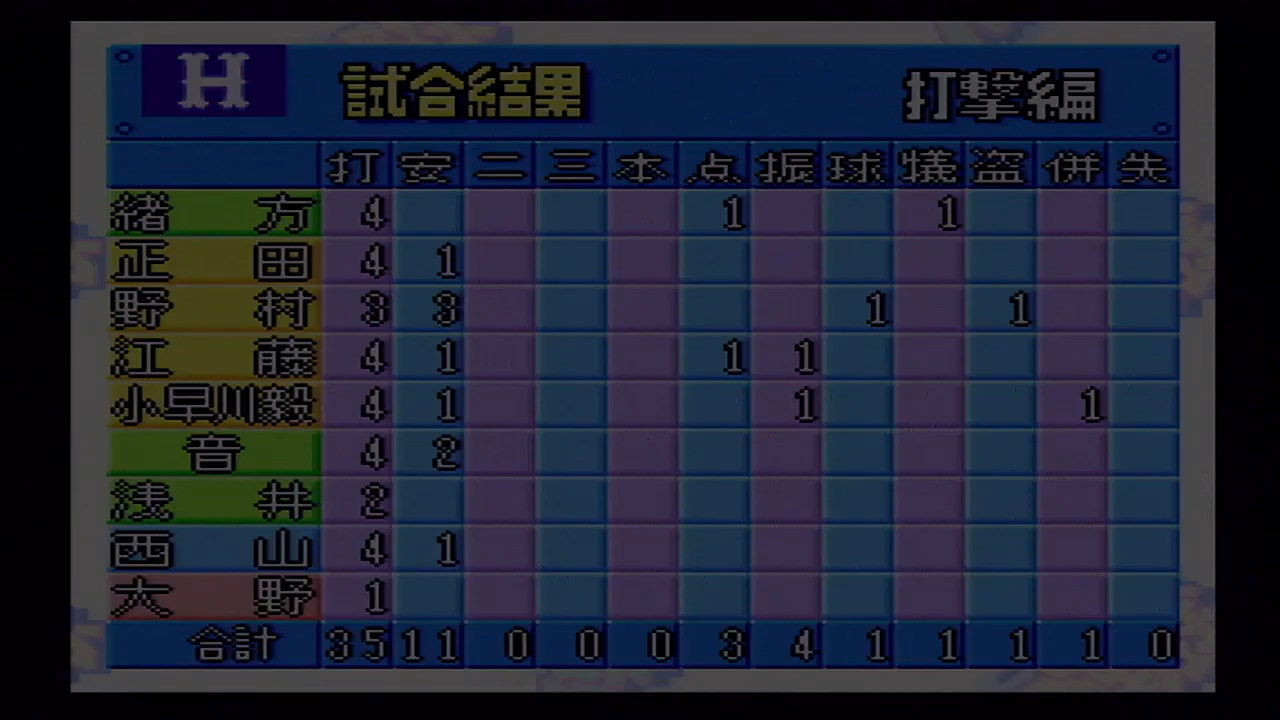 H 試合結果 打撃編
打 安 二 三 本 点 振 球 犠 盗 併 失
緒方 4 1 1
正田 4 1
野村 3 3 1 1
江藤 4 1 1 1
小早川毅 4 1 1 1
音 4 2
浅井 2
西山 4 1
大野 1
合計 35 11 0 0 0 3 4 1 1 1 1 0